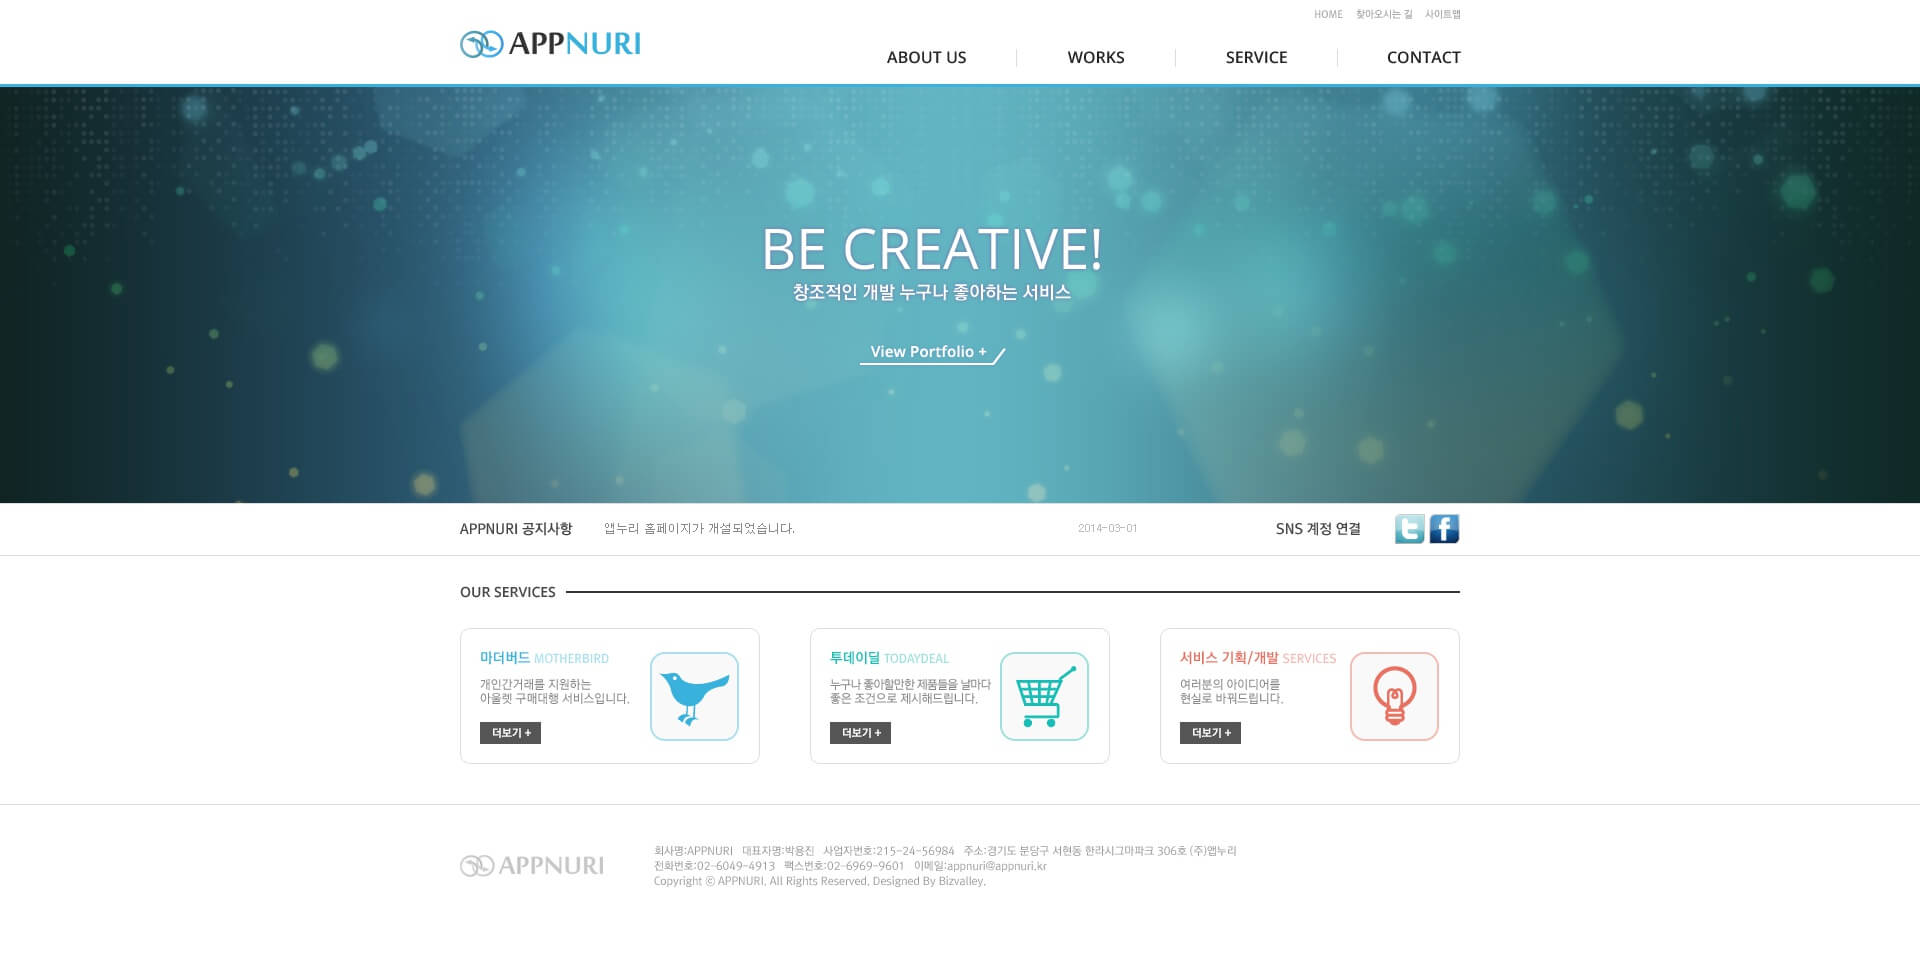 HOME 찾아오시는 길 사이트맵
APPNURI
ABOUT US WORKS SERVICE CONTACT
BE CREATIVE!
창조적인 개발 누구나 좋아하는 서비스
View Portfolio +
APPNURI 공지사항 앱누리 홈페이지가 개설되었습니다. 2014-03-01 SNS 계정 연결
OUR SERVICES
마더버드 MOTHERBIRD
개인간거래를 지원하는
아울렛 구매대행 서비스입니다.
더보기 +
투데이딜 TODAYDEAL
누구나 좋아할만한 제품들을 날마다
좋은 조건으로 제시해드립니다.
더보기 +
서비스 기획/개발 SERVICES
여러분의 아이디어를
현실로 바꿔드립니다.
더보기 +
APPNURI
회사명:APPNURI 대표자명:박용진 사업자번호:215-24-56984 주소:경기도 분당구 서현동 한라시그마파크 306호 (주)앱누리
전화번호:02-6049-4913 팩스번호:02-6969-9601 이메일:appnuri@appnuri.kr
Copyright ⓒ APPNURI. All Rights Reserved. Designed By Bizvalley.